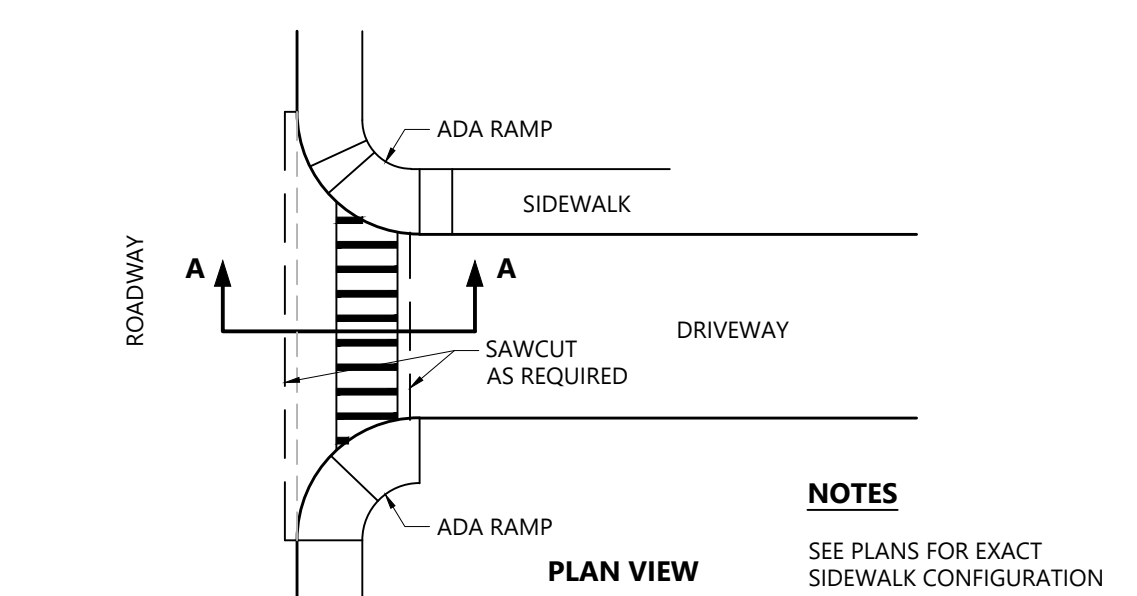 ADA RAMP
SIDEWALK
ROADWAY
A
A
DRIVEWAY
SAWCUT
AS REQUIRED
ADA RAMP
PLAN VIEW
NOTES
SEE PLANS FOR EXACT
SIDEWALK CONFIGURATION